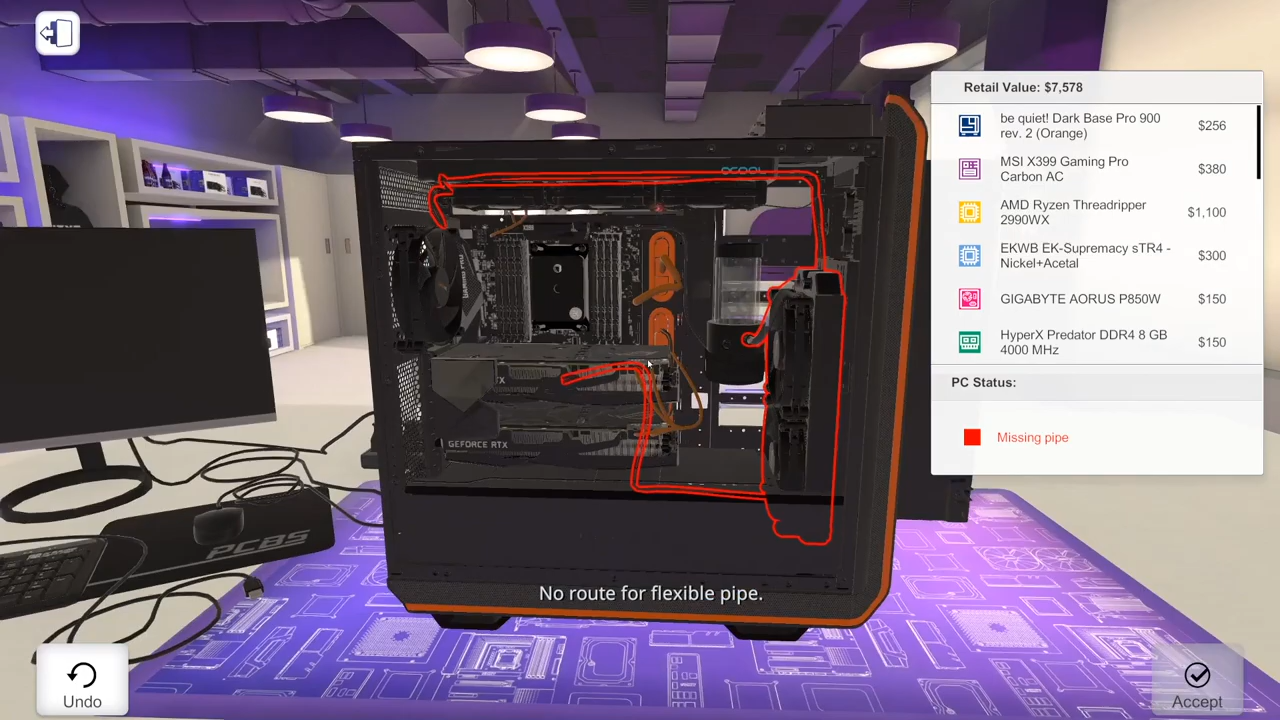 Retail Value: $7,578
be quiet! Dark Base Pro 900
rev. 2 (Orange)
$256
MSI X399 Gaming Pro
Carbon AC
$380
AMD Ryzen Threadripper
2990WX
$1,100
EKWB EK-Supremacy sTR4 -
Nickel+Acetal
$300
GIGABYTE AORUS P850W
$150
HyperX Predator DDR4 8 GB
4000 MHz
$150
PC Status:
Missing pipe
GEFORCE RTX
PCBS
No route for flexible pipe.
Undo
Accept